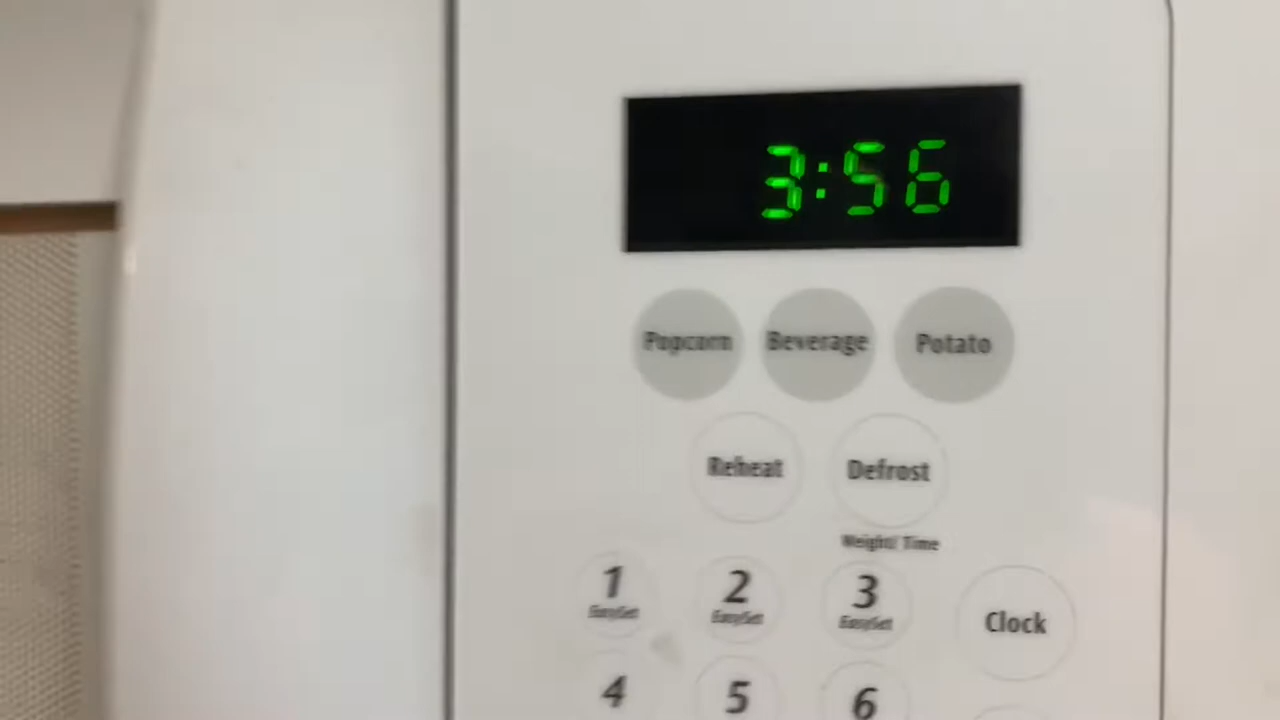 3:56
Popcorn Beverage Potato
Reheat Defrost
Weight/ Time
1 2 3
EasySet EasySet EasySet
Clock
4 5 6